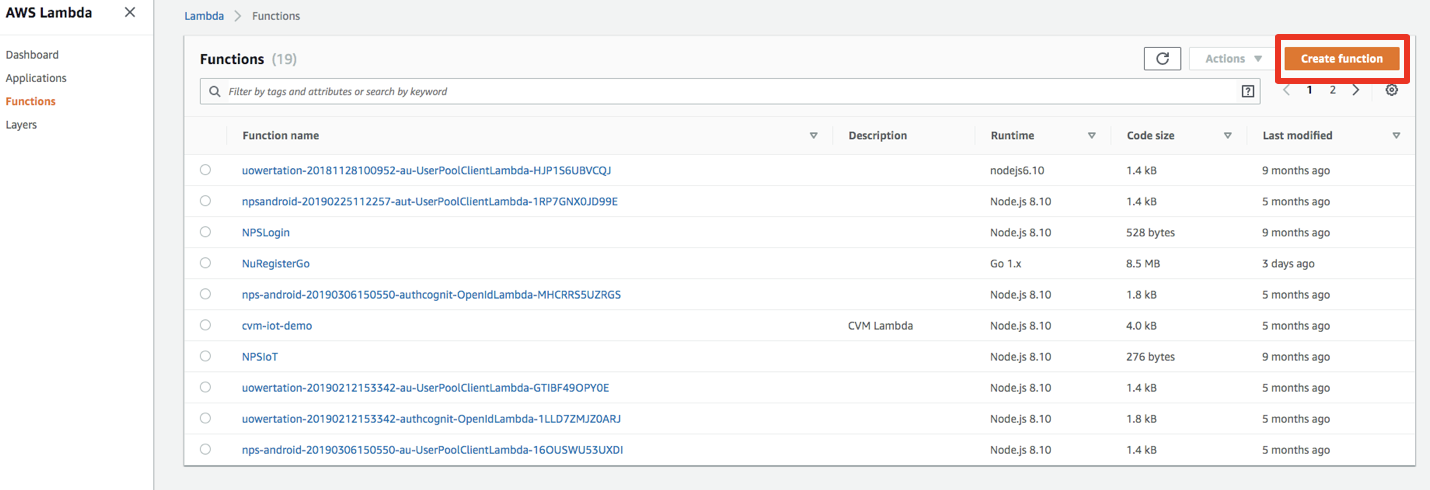 AWS Lambda
Dashboard
Applications
Functions
Layers
Lambda > Functions
Functions (19)
Actions
Create function
Filter by tags and attributes or search by keyword
1 2
Function name Description Runtime Code size Last modified
uowertation-20181128100952-au-UserPoolClientLambda-HJP1S6UBVCQJ nodejs6.10 1.4 kB 9 months ago
npsandroid-20190225112257-aut-UserPoolClientLambda-1RP7GNX0JD99E Node.js 8.10 1.4 kB 5 months ago
NPSLogin Node.js 8.10 528 bytes 9 months ago
NuRegisterGo Go 1.x 8.5 MB 3 days ago
nps-android-20190306150550-authcognit-OpenIdLambda-MHCRRS5UZRGS Node.js 8.10 1.8 kB 5 months ago
cvm-iot-demo CVM Lambda Node.js 8.10 4.0 kB 5 months ago
NPSIoT Node.js 8.10 276 bytes 9 months ago
uowertation-20190212153342-au-UserPoolClientLambda-GTIBF49OPY0E Node.js 8.10 1.4 kB 5 months ago
uowertation-20190212153342-authcognit-OpenIdLambda-1LLD7ZMJZ0ARJ Node.js 8.10 1.8 kB 5 months ago
nps-android-20190306150550-au-UserPoolClientLambda-16OUSWU53UXDI Node.js 8.10 1.4 kB 5 months ago